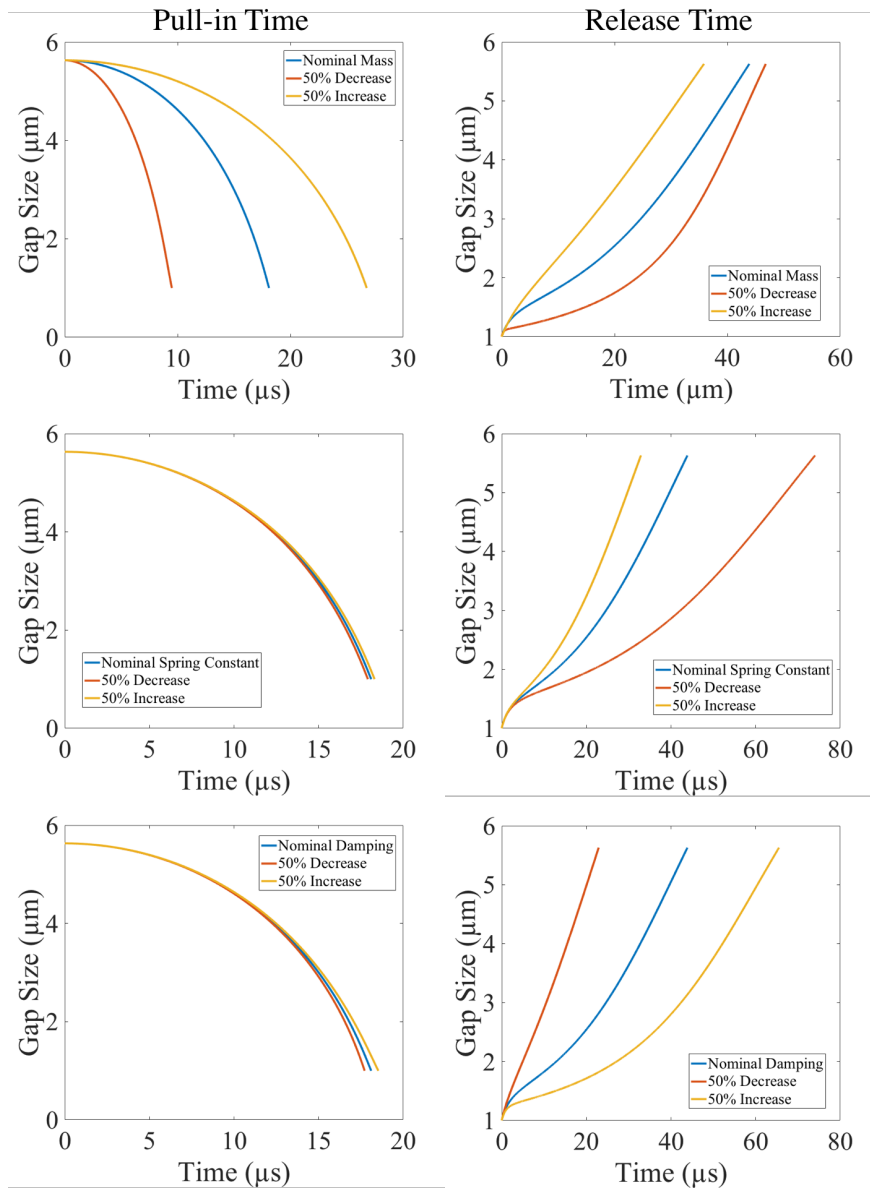 Pull-in Time
Release Time
6
4
2
0
Gap Size (µm)
Nominal Mass
50% Decrease
50% Increase
0 10 20 30
Time (µs)
6
5
4
3
2
1
Gap Size (µm)
Nominal Mass
50% Decrease
50% Increase
0 20 40 60
Time (µm)
6
4
2
0
Gap Size (µm)
Nominal Spring Constant
50% Decrease
50% Increase
0 5 10 15 20
Time (µs)
6
5
4
3
2
1
Gap Size (µm)
Nominal Spring Constant
50% Decrease
50% Increase
0 20 40 60 80
Time (µs)
6
4
2
0
Gap Size (µm)
Nominal Damping
50% Decrease
50% Increase
0 5 10 15 20
Time (µs)
6
5
4
3
2
1
Gap Size (µm)
Nominal Damping
50% Decrease
50% Increase
0 20 40 60 80
Time (µs)